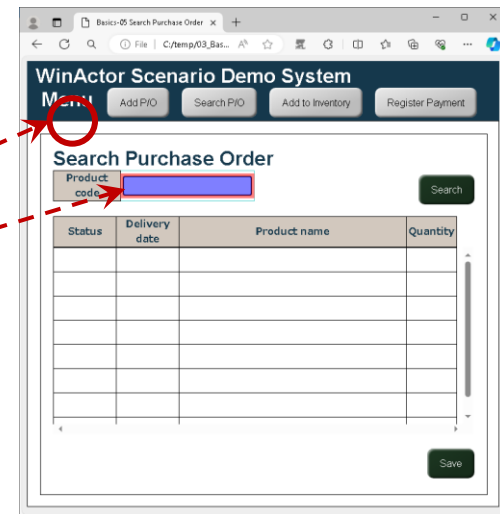 Basics-05 Search Purchase Order
File C:/temp/03_Bas...
WinActor Scenario Demo System
Menu
Add P/O
Search P/O
Add to Inventory
Register Payment
Search Purchase Order
Product
code
Search
Status
Delivery
date
Product name
Quantity
Save